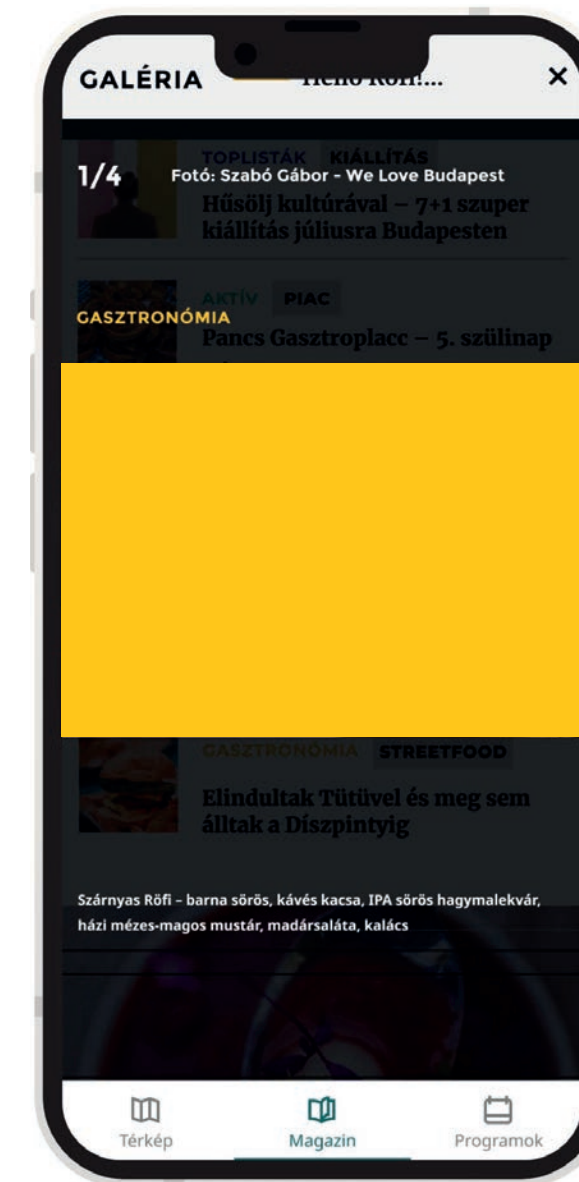 GALÉRIA
Helló Röfi!...
1/4
Fotó: Szabó Gábor - We Love Budapest
TOPLISTÁK KIÁLLÍTÁS
Hűsölj kultúrával – 7+1 szuper
kiállítás júliusra Budapesten
AKTÍV PIAC
GASZTRONÓMIA
Pancs Gasztroplacc – 5. szülinap
GASZTRONÓMIA STREETFOOD
Elindultak Tütüvel és meg sem
álltak a Díszpintyig
Szárnyas Röfi – barna sörös, kávés kacsa, IPA sörös hagymalekvár,
házi mézes-magos mustár, madársaláta, kalács
Térkép
Magazin
Programok